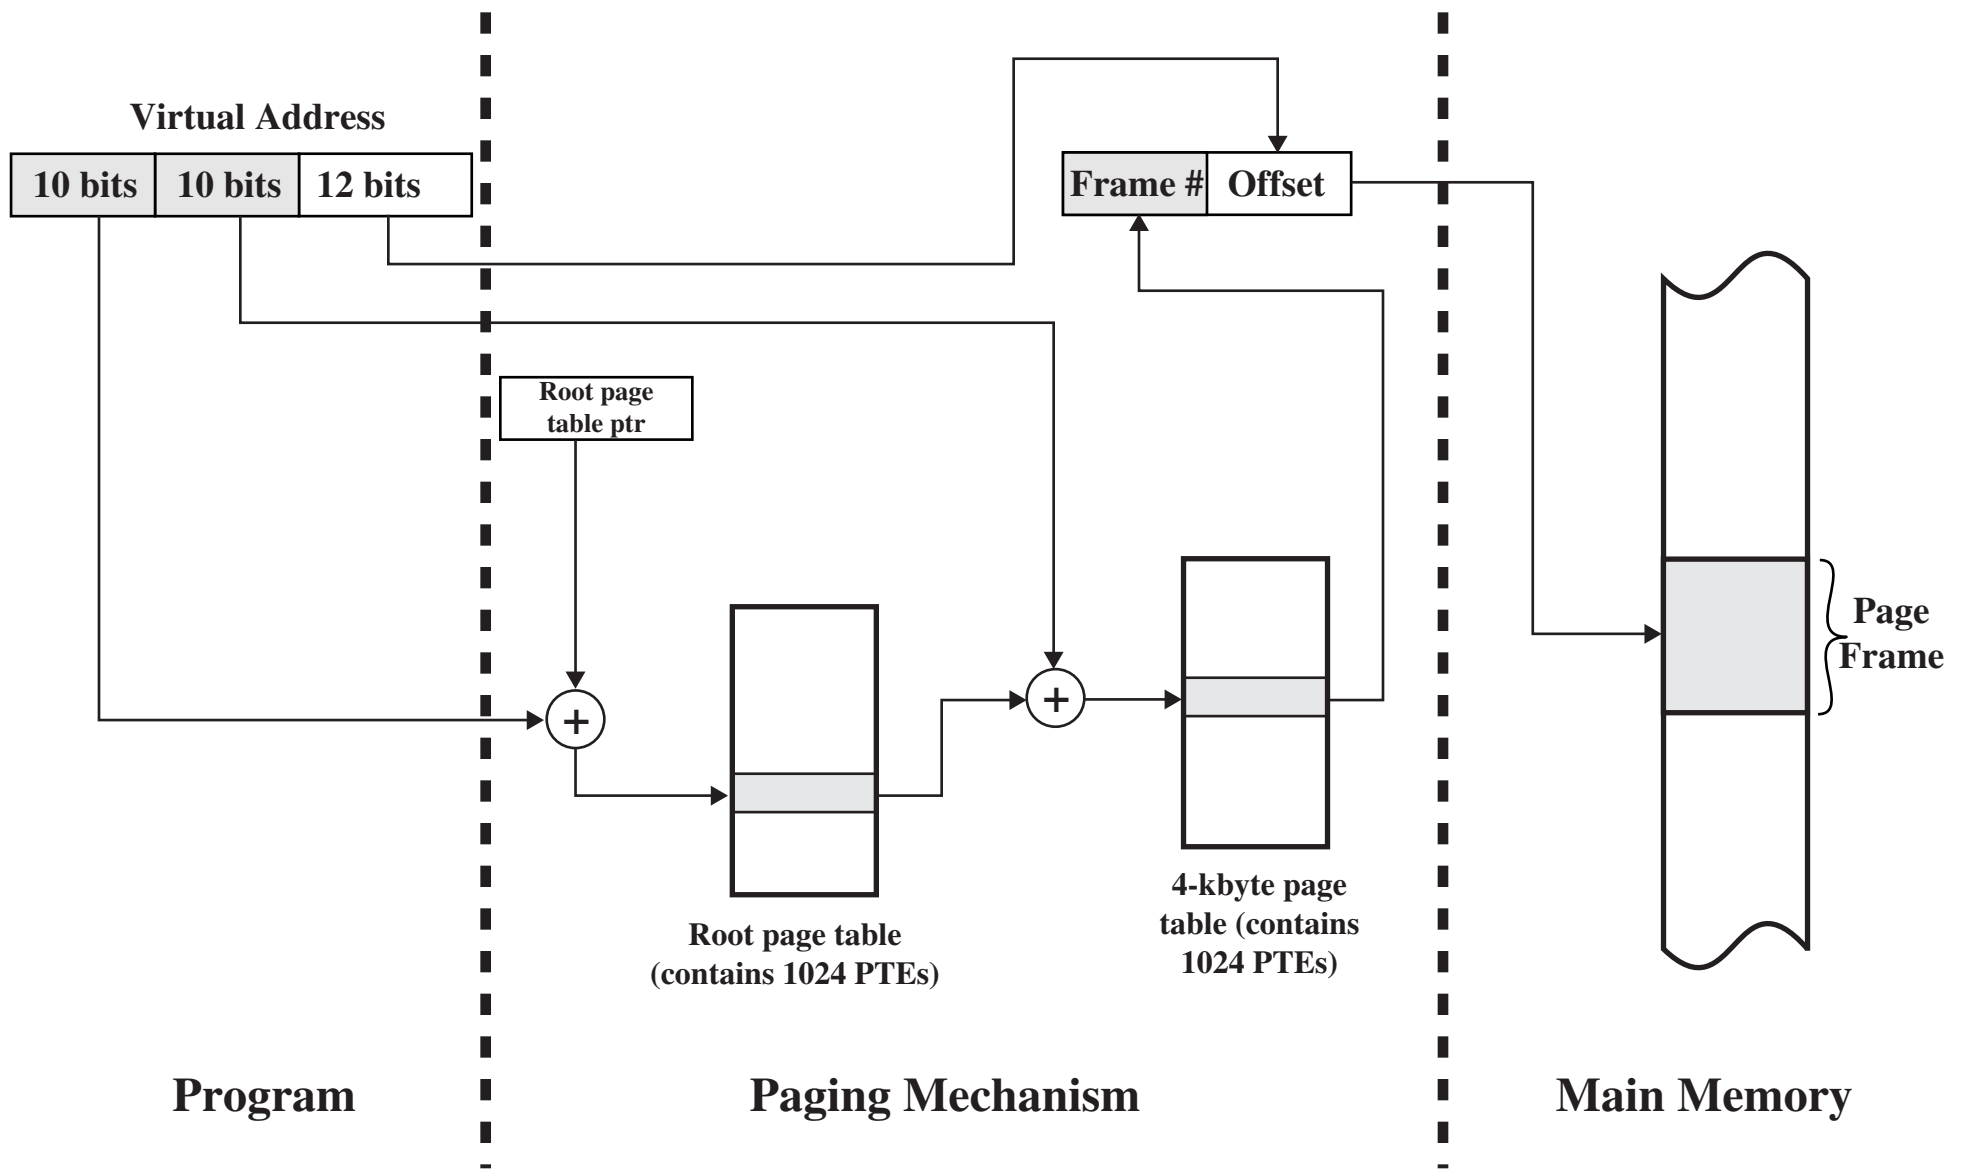 Virtual Address
10 bits 10 bits 12 bits
Frame # Offset
Root page
table ptr
+
+
Page
Frame
Root page table
(contains 1024 PTEs)
4-kbyte page
table (contains
1024 PTEs)
Program
Paging Mechanism
Main Memory